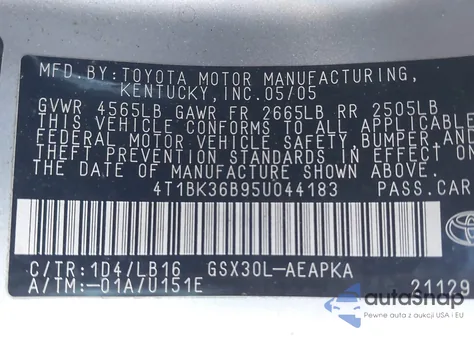 MFD. BY: TOYOTA MOTOR MANUFACTURING,
KENTUCKY, INC. 05/05
GVWR 4565LB GAWR FR 2665LB RR 2505LB
THIS VEHICLE CONFORMS TO ALL APPLICABLE
FEDERAL MOTOR VEHICLE SAFETY, BUMPER, AND
THEFT PREVENTION STANDARDS IN EFFECT ON
THE DATE OF MANUFACTURE SHOWN ABOVE.
4T1BK36B95U044183 PASS. CAR
TOYOTA
C/TR: 1D4/LB16 GSX30L-AEAPKA
A/TM: -01A/U151E 21129
autoSnap
Pewne auta z USA i EU